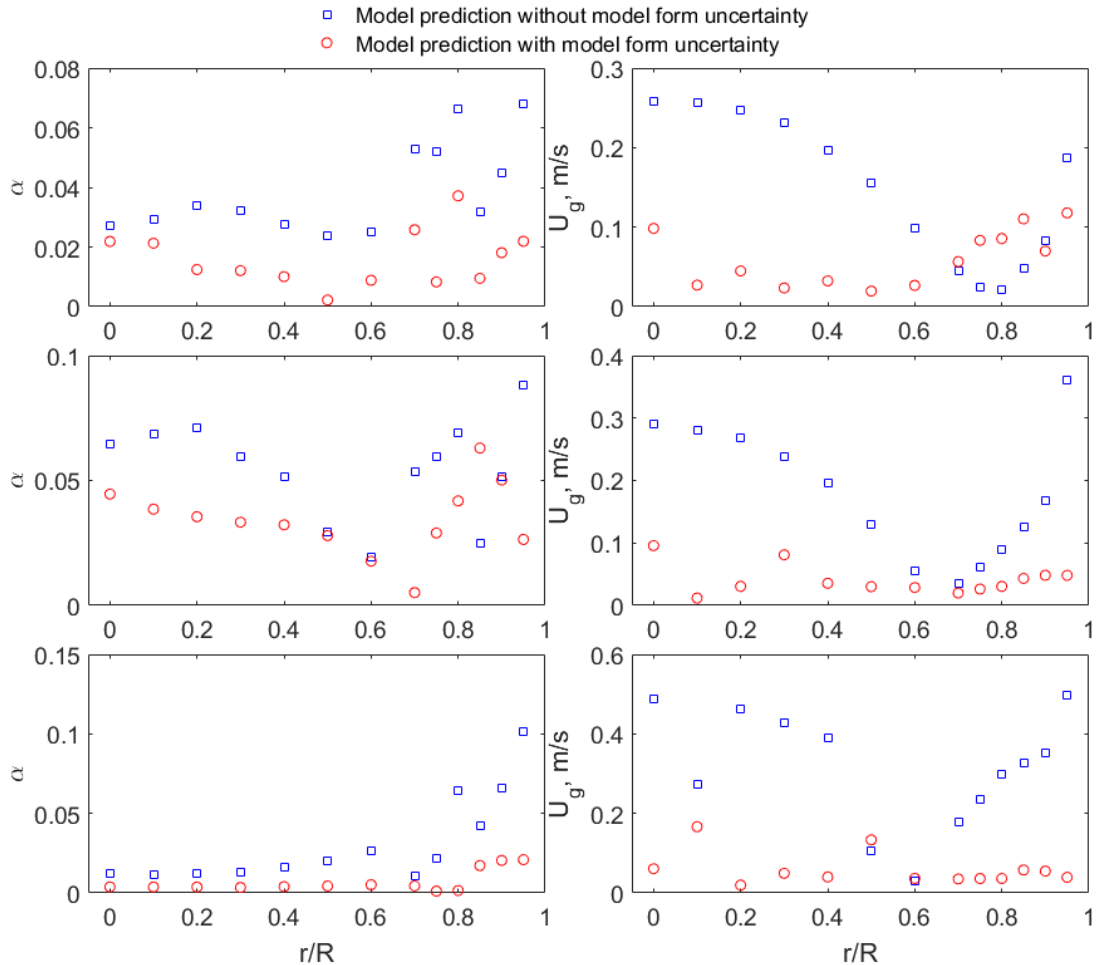 Model prediction without model form uncertainty
Model prediction with model form uncertainty
0.08
0.06
0.04
0.02
0
α
0 0.2 0.4 0.6 0.8 1
0.3
0.2
0.1
0
U_g, m/s
0 0.2 0.4 0.6 0.8 1
0.1
0.05
0
α
0 0.2 0.4 0.6 0.8 1
0.4
0.3
0.2
0.1
0
U_g, m/s
0 0.2 0.4 0.6 0.8 1
0.15
0.1
0.05
0
α
0 0.2 0.4 0.6 0.8 1
r/R
0.6
0.4
0.2
0
U_g, m/s
0 0.2 0.4 0.6 0.8 1
r/R